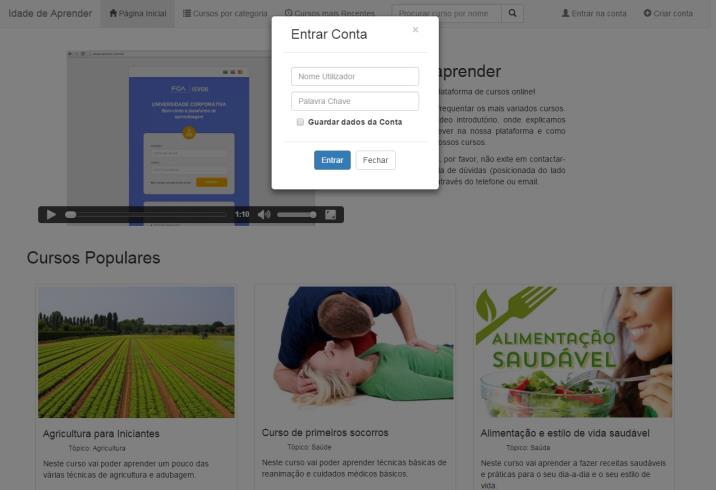 Idade de Aprender
Página Inicial
Cursos por categoria
Cursos mais Recentes
Procurar curso por nome
Entrar na conta
Criar conta
Entrar Conta
×
Nome Utilizador
Palavra Chave
Guardar dados da Conta
Entrar
Fechar
UNIVERSIDADE CORPORATIVA
1:10
aprender
plataforma de cursos online!
frequentar os mais variados cursos.
introdutório, onde explicamos
na nossa plataforma e como
cursos.
por favor, não exite em contactar-
de dúvidas (posicionada do lado
através do telefone ou email.
Cursos Populares
ALIMENTAÇÃO
SAUDÁVEL
Agricultura para Iniciantes
Tópico: Agricultura
Neste curso vai poder aprender um pouco das
várias técnicas de agricultura e adubagem.
Curso de primeiros socorros
Tópico: Saúde
Neste curso vai poder aprender técnicas básicas de
reanimação e cuidados médicos básicos.
Alimentação e estilo de vida saudável
Tópico: Saúda
Neste curso vai aprender a fazer receitas saudáveis
e práticas para o seu dia-a-dia e o seu estilo de
vida.